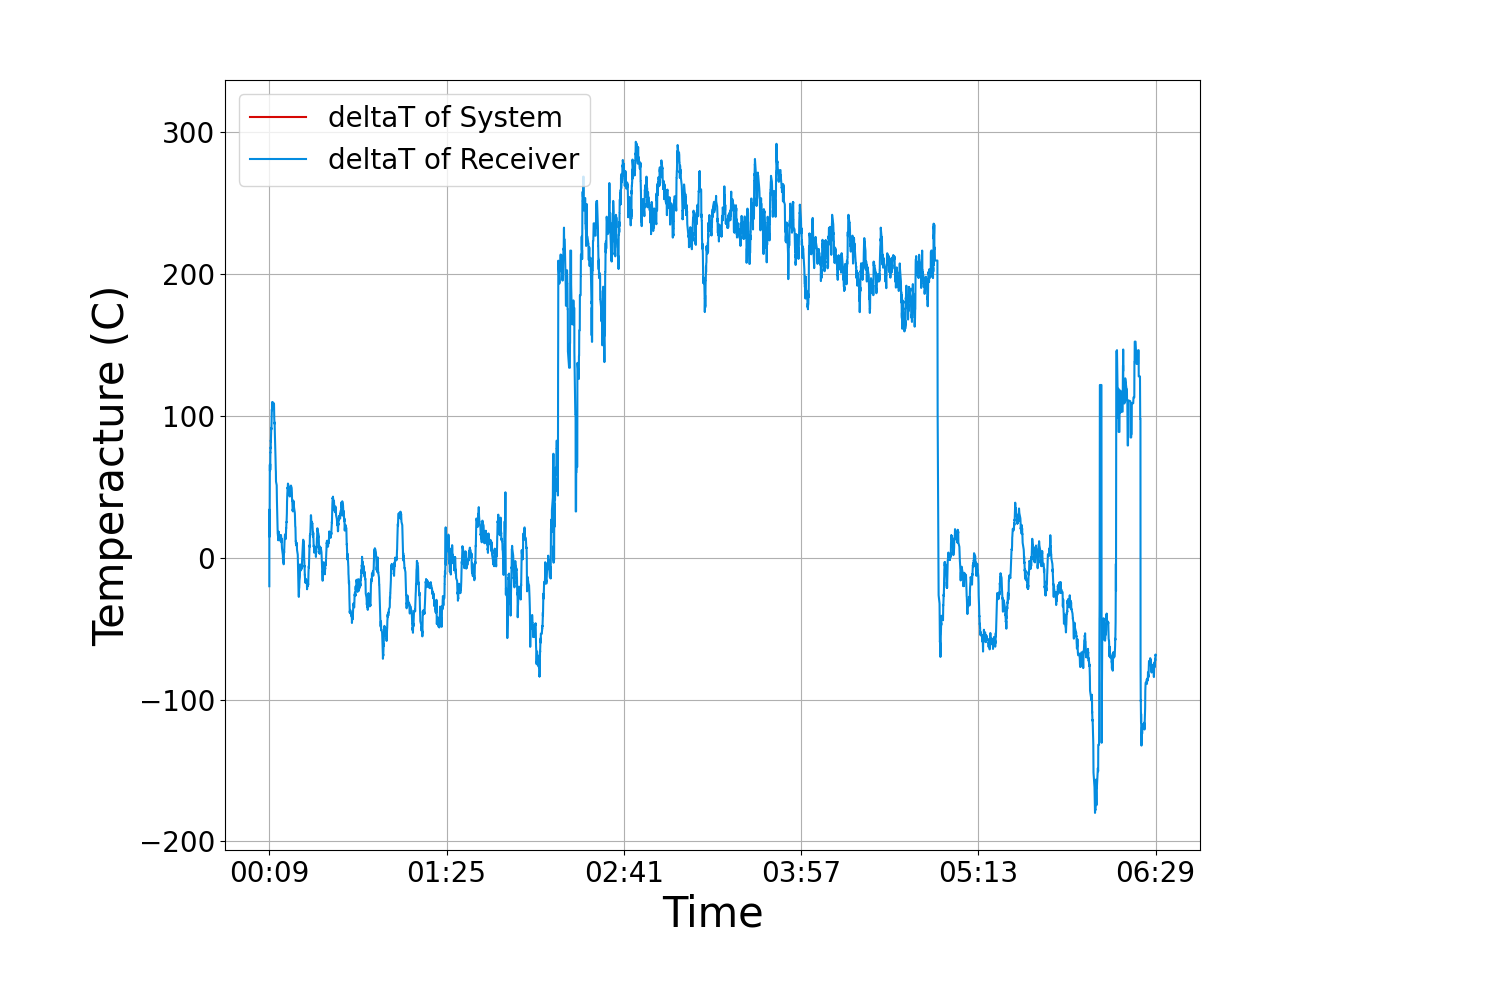 deltaT of System
deltaT of Receiver
Temperacture (C)
300
200
100
0
−100
−200
00:09 01:25 02:41 03:57 05:13 06:29
Time